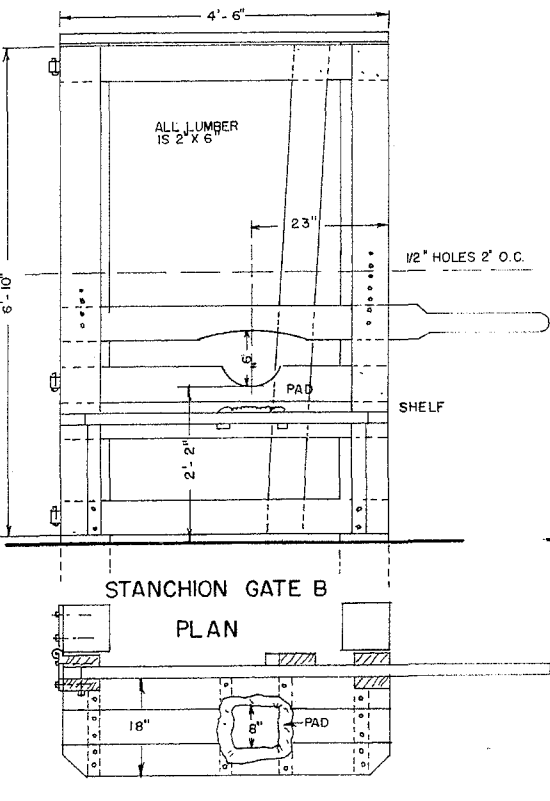 4'-6"
ALL LUMBER
IS 2" X 6"
23"
1/2" HOLES 2" O.C.
6'-10"
6"
PAD
SHELF
2'-2"
STANCHION GATE B
PLAN
18"
8"
PAD